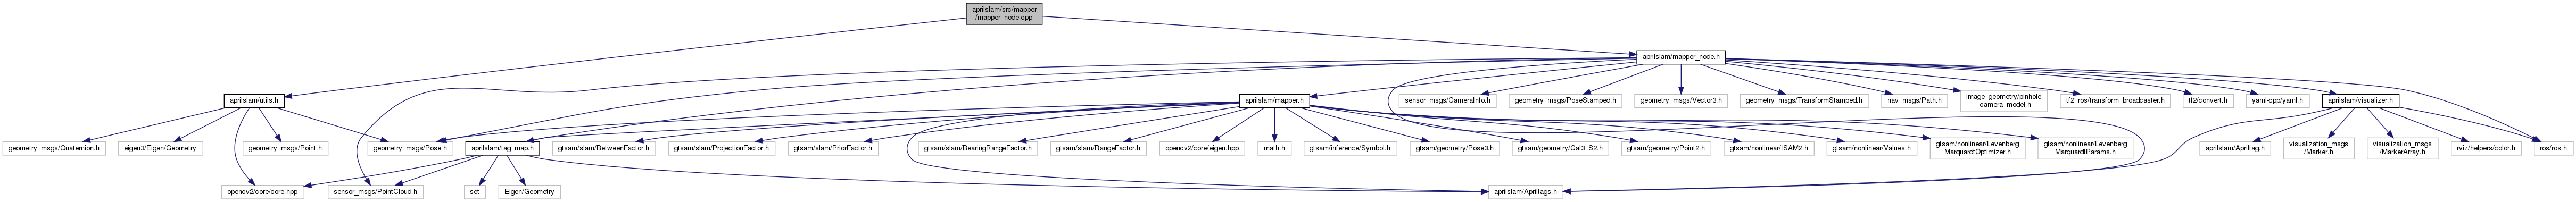 aprilslam/src/mapper
/mapper_node.cpp
aprilslam/mapper_node.h
aprilslam/utils.h
aprilslam/mapper.h
sensor_msgs/CameraInfo.h
geometry_msgs/PoseStamped.h
geometry_msgs/Vector3.h
geometry_msgs/TransformStamped.h
nav_msgs/Path.h
image_geometry/pinhole
_camera_model.h
tf2_ros/transform_broadcaster.h
tf2/convert.h
yaml-cpp/yaml.h
aprilslam/visualizer.h
geometry_msgs/Quaternion.h
eigen3/Eigen/Geometry
geometry_msgs/Point.h
geometry_msgs/Pose.h
aprilslam/tag_map.h
gtsam/slam/BetweenFactor.h
gtsam/slam/ProjectionFactor.h
gtsam/slam/PriorFactor.h
gtsam/slam/BearingRangeFactor.h
gtsam/slam/RangeFactor.h
opencv2/core/eigen.hpp
math.h
gtsam/inference/Symbol.h
gtsam/geometry/Pose3.h
gtsam/geometry/Cal3_S2.h
gtsam/geometry/Point2.h
gtsam/nonlinear/ISAM2.h
gtsam/nonlinear/Values.h
gtsam/nonlinear/Levenberg
MarquardtOptimizer.h
gtsam/nonlinear/Levenberg
MarquardtParams.h
aprilslam/Apriltag.h
visualization_msgs
/Marker.h
visualization_msgs
/MarkerArray.h
rviz/helpers/color.h
ros/ros.h
opencv2/core/core.hpp
sensor_msgs/PointCloud.h
set
Eigen/Geometry
aprilslam/Apriltags.h